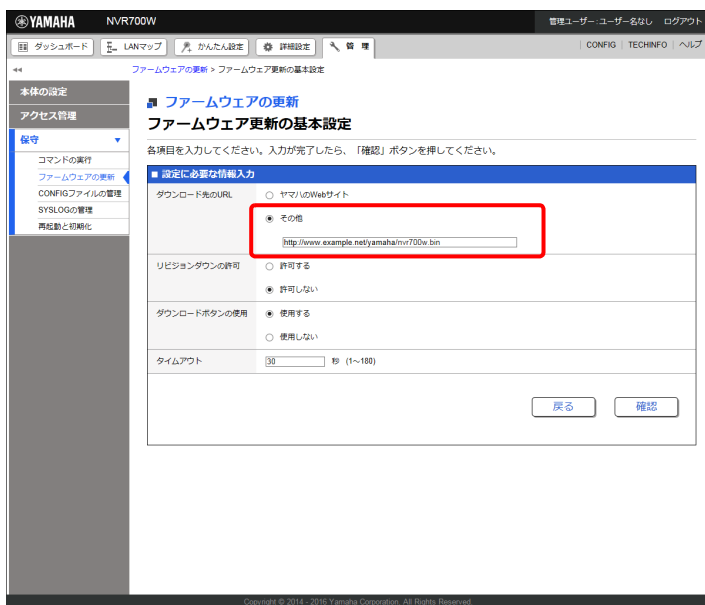 YAMAHA NVR700W 管理ユーザー:ユーザー名なし ログアウト
ダッシュボード LANマップ かんたん設定 詳細設定 管 理 CONFIG TECHINFO ヘルプ
ファームウェアの更新 > ファームウェア更新の基本設定
本体の設定
アクセス管理
保守
コマンドの実行
ファームウェアの更新
CONFIGファイルの管理
SYSLOGの管理
再起動と初期化
ファームウェアの更新
ファームウェア更新の基本設定
各項目を入力してください。入力が完了したら、「確認」ボタンを押してください。
■ 設定に必要な情報入力
ダウンロード先のURL ヤマハのWebサイト
その他
http://www.example.net/yamaha/nvr700w.bin
リビジョンダウンの許可 許可する
許可しない
ダウンロードボタンの使用 使用する
使用しない
タイムアウト 30 秒 (1~180)
戻る 確認
Copyright © 2014 - 2016 Yamaha Corporation. All Rights Reserved.